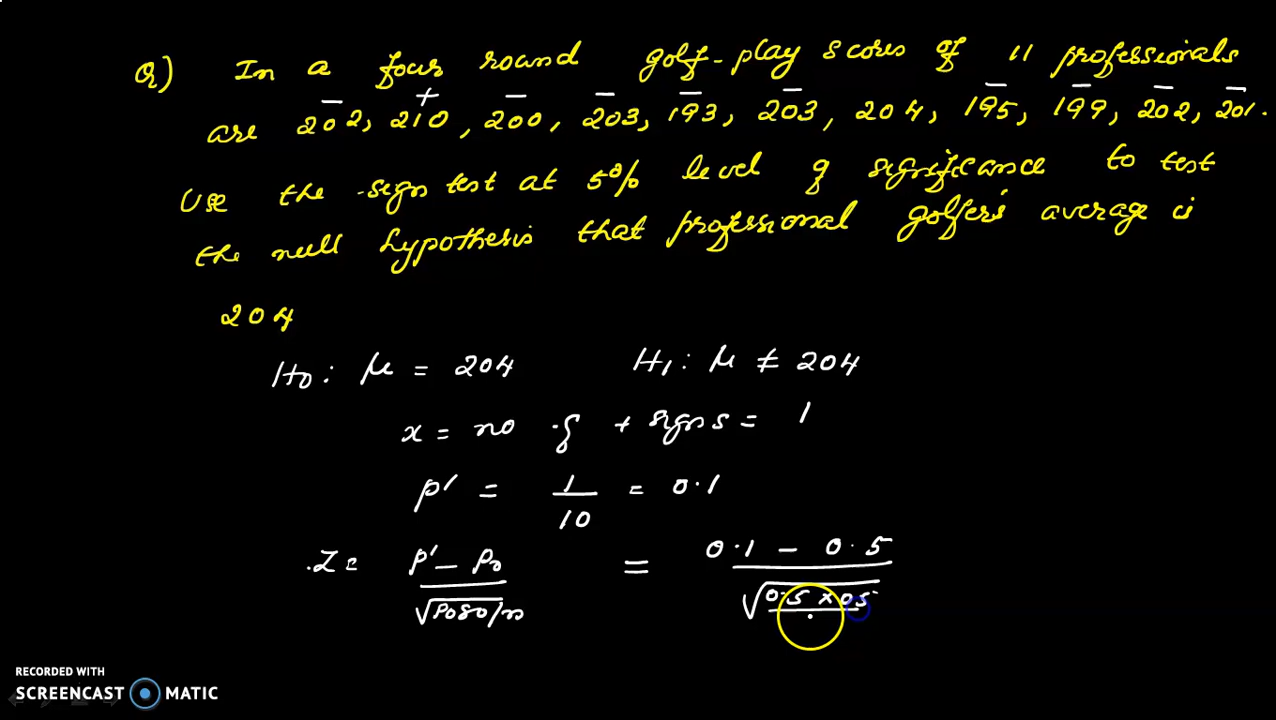 Q) In a four round golf-play scores of 11 professionals
− + − − − − − − − −
are 202, 210, 200, 203, 193, 203, 204, 195, 199, 202, 201.
Use the sign test at 5% level of significance to test
the null hypothesis that professional golfer's average is
204
H0: μ = 204 H1: μ ≠ 204
x = no. of + signs = 1
p' = 1/10 = 0.1
Z = p' − p0 / √p0q0/n = 0.1 − 0.5 / √0.5 × 0.5
RECORDED WITH
SCREENCAST MATIC